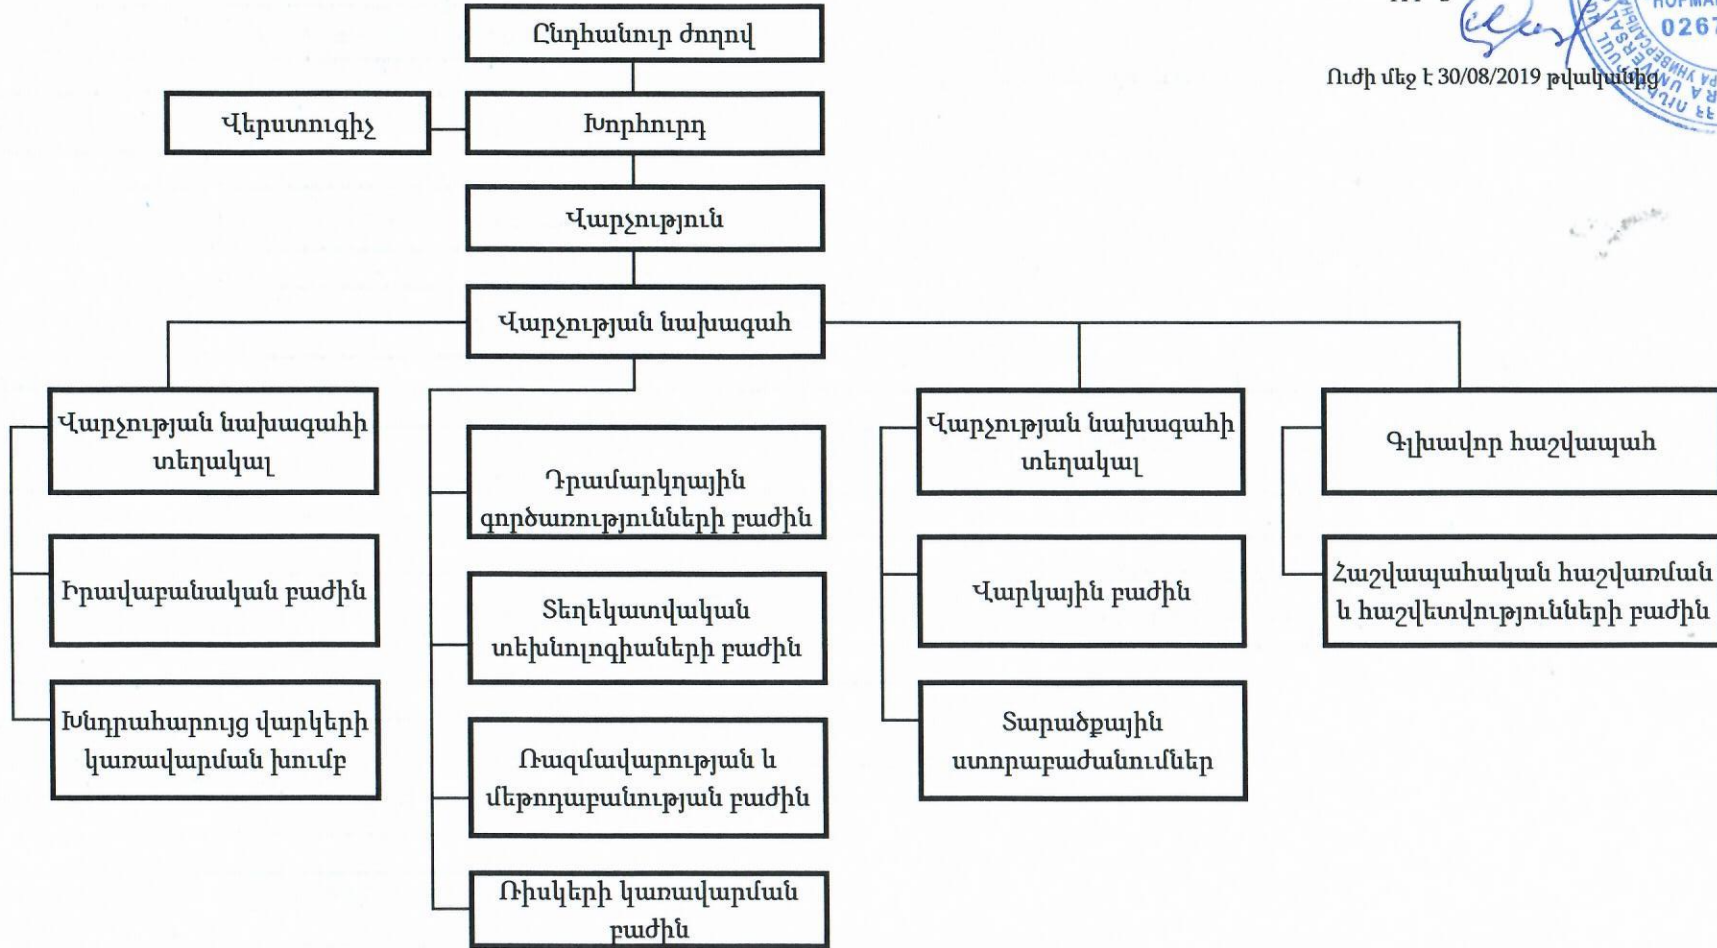 Ընդհանուր ժողով
0267
Ուժի մեջ է 30/08/2019 թվականից
Վերստուգիչ
Խորհուրդ
Վարչություն
Վարչության նախագահ
Վարչության նախագահի
տեղակալ
Իրավաբանական բաժին
Խնդրահարույց վարկերի
կառավարման խումբ
Դրամարկղային
գործառությունների բաժին
Տեղեկատվական
տեխնոլոգիաների բաժին
Ռազմավարության և
մեթոդաբանության բաժին
Ռիսկերի կառավարման
բաժին
Վարչության նախագահի
տեղակալ
Վարկային բաժին
Տարածքային
ստորաբաժանումներ
Գլխավոր հաշվապահ
Հաշվապահական հաշվառման
և հաշվետվությունների բաժին